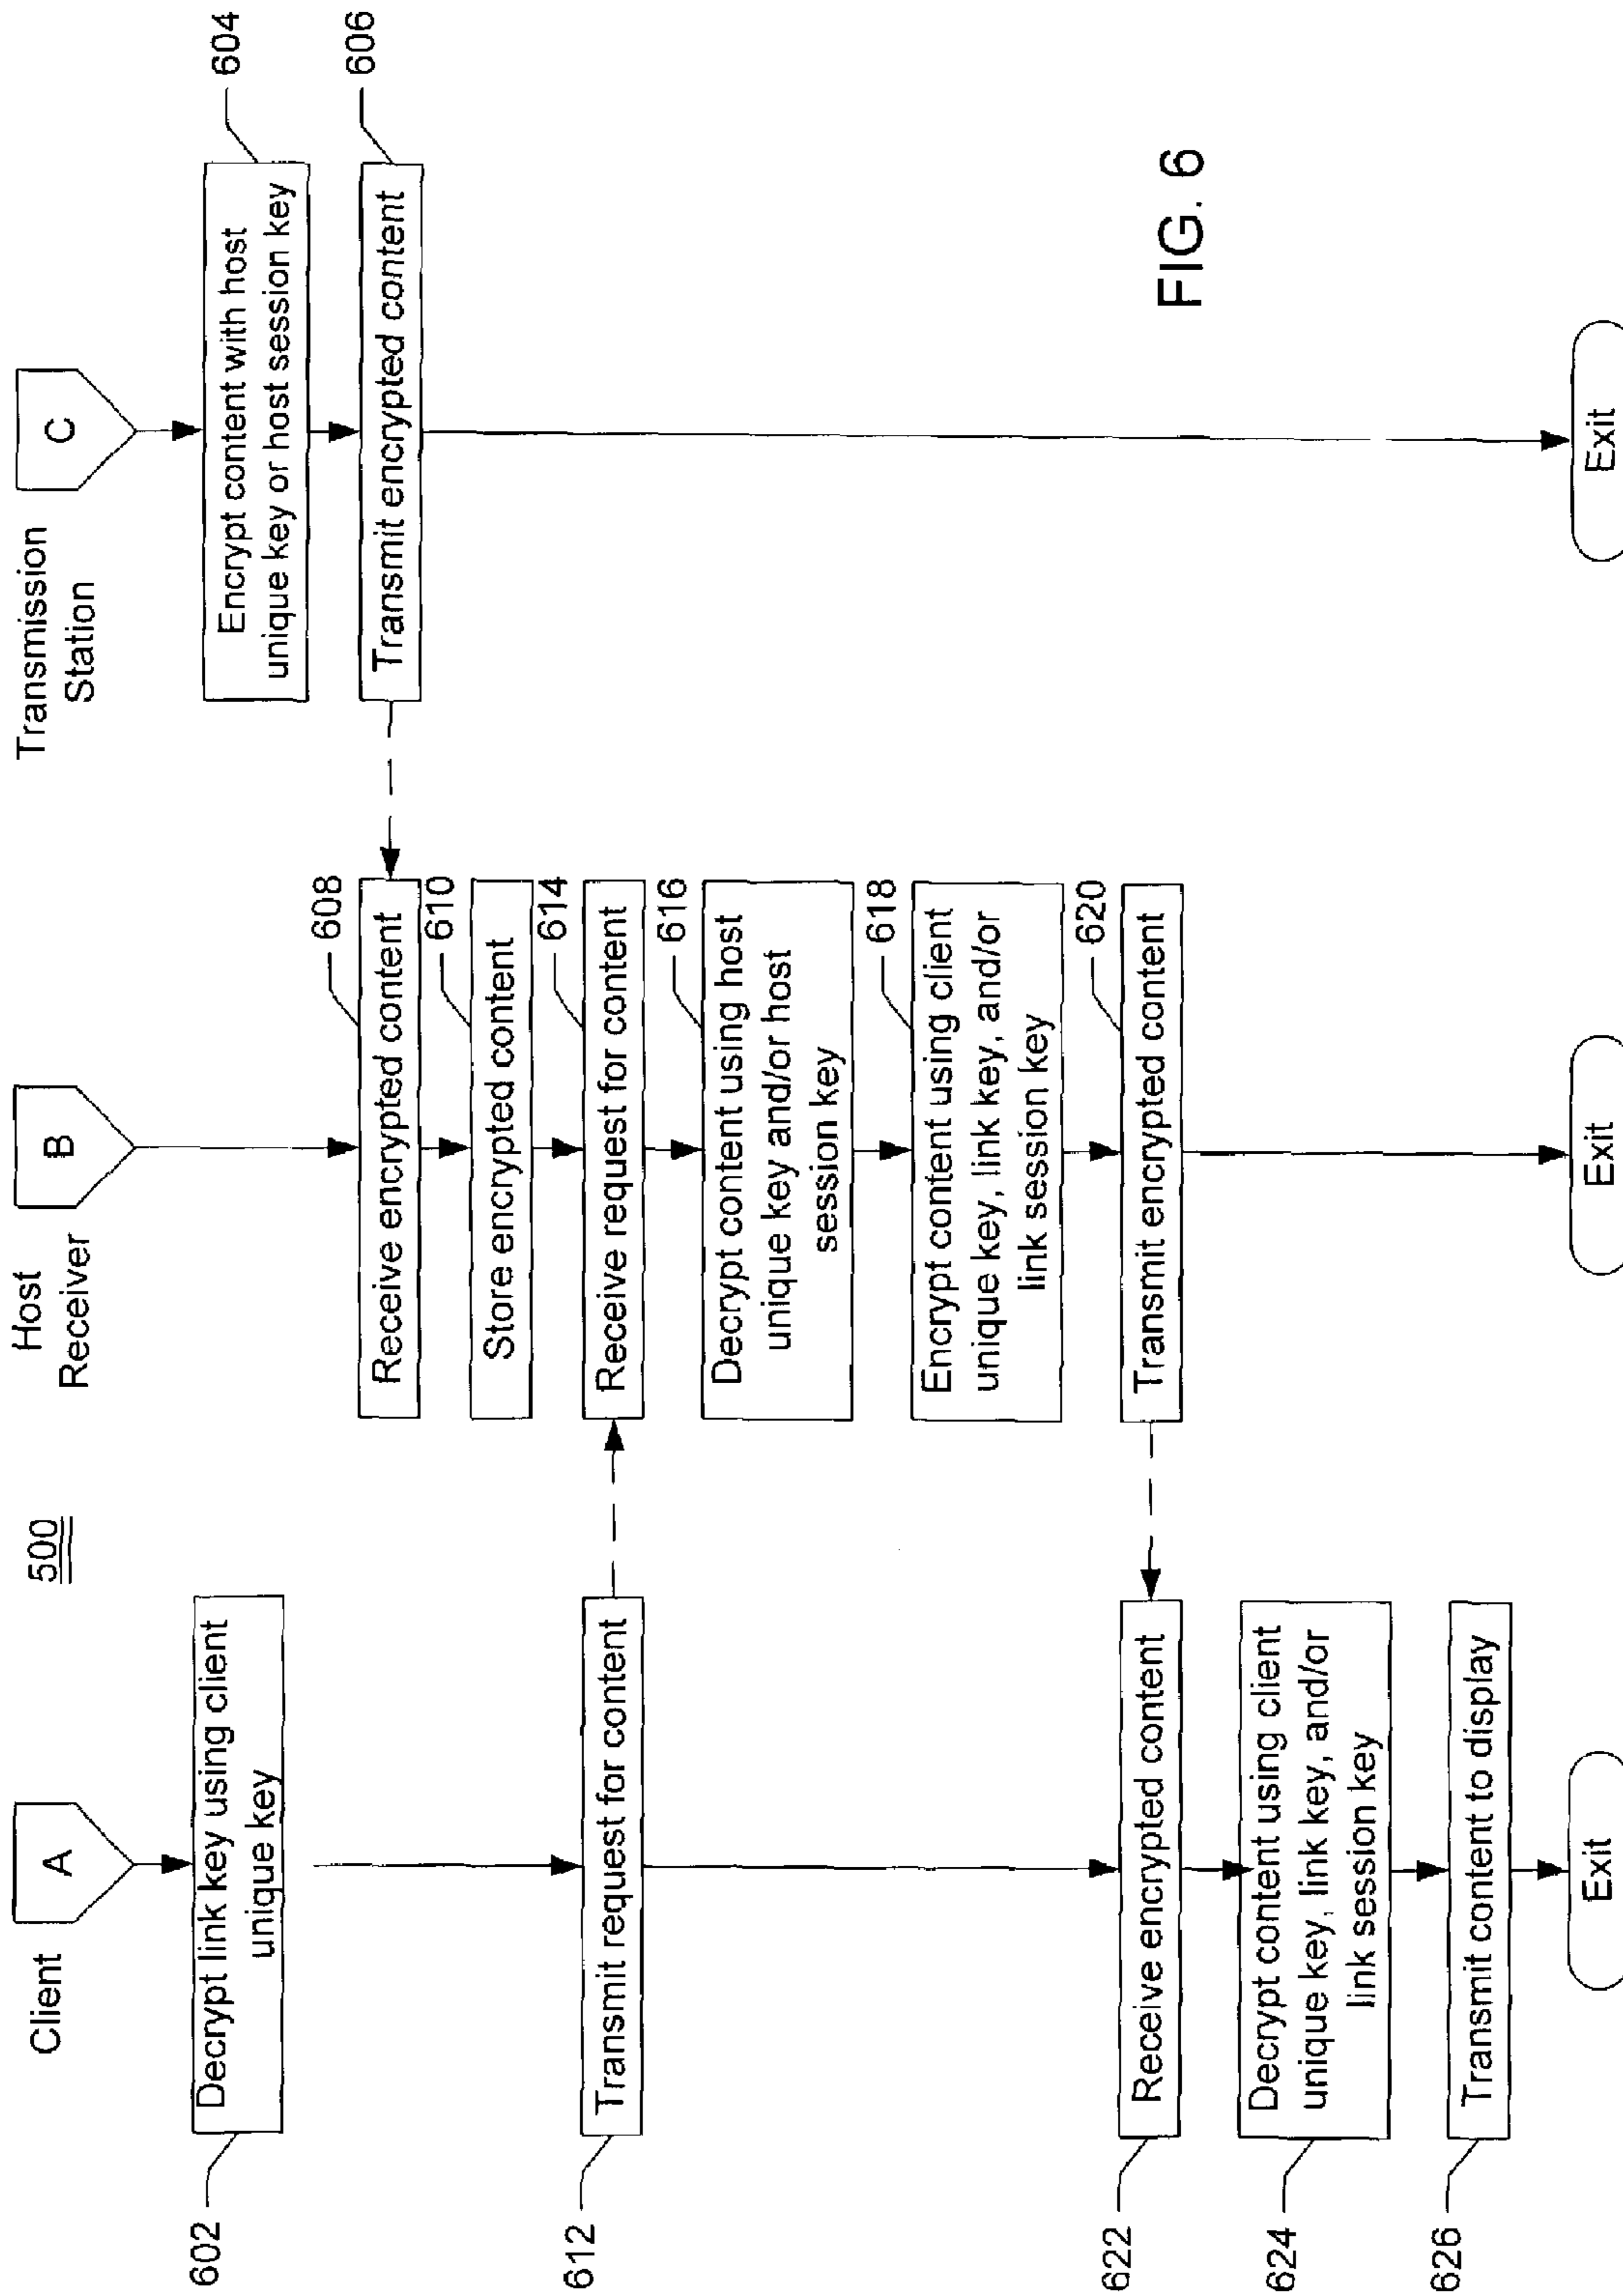 500
Client
Host
Receiver
Transmission
Station
A
B
C
602
Decrypt link key using client
unique key
604
Encrypt content with host
unique key or host session key
606
Transmit encrypted content
608
Receive encrypted content
610
Store encrypted content
612
Transmit request for content
614
Receive request for content
616
Decrypt content using host
unique key and/or host
session key
618
Encrypt content using client
unique key, link key, and/or
link session key
620
Transmit encrypted content
622
Receive encrypted content
624
Decrypt content using client
unique key, link key, and/or
link session key
626
Transmit content to display
Exit
Exit
Exit
FIG. 6